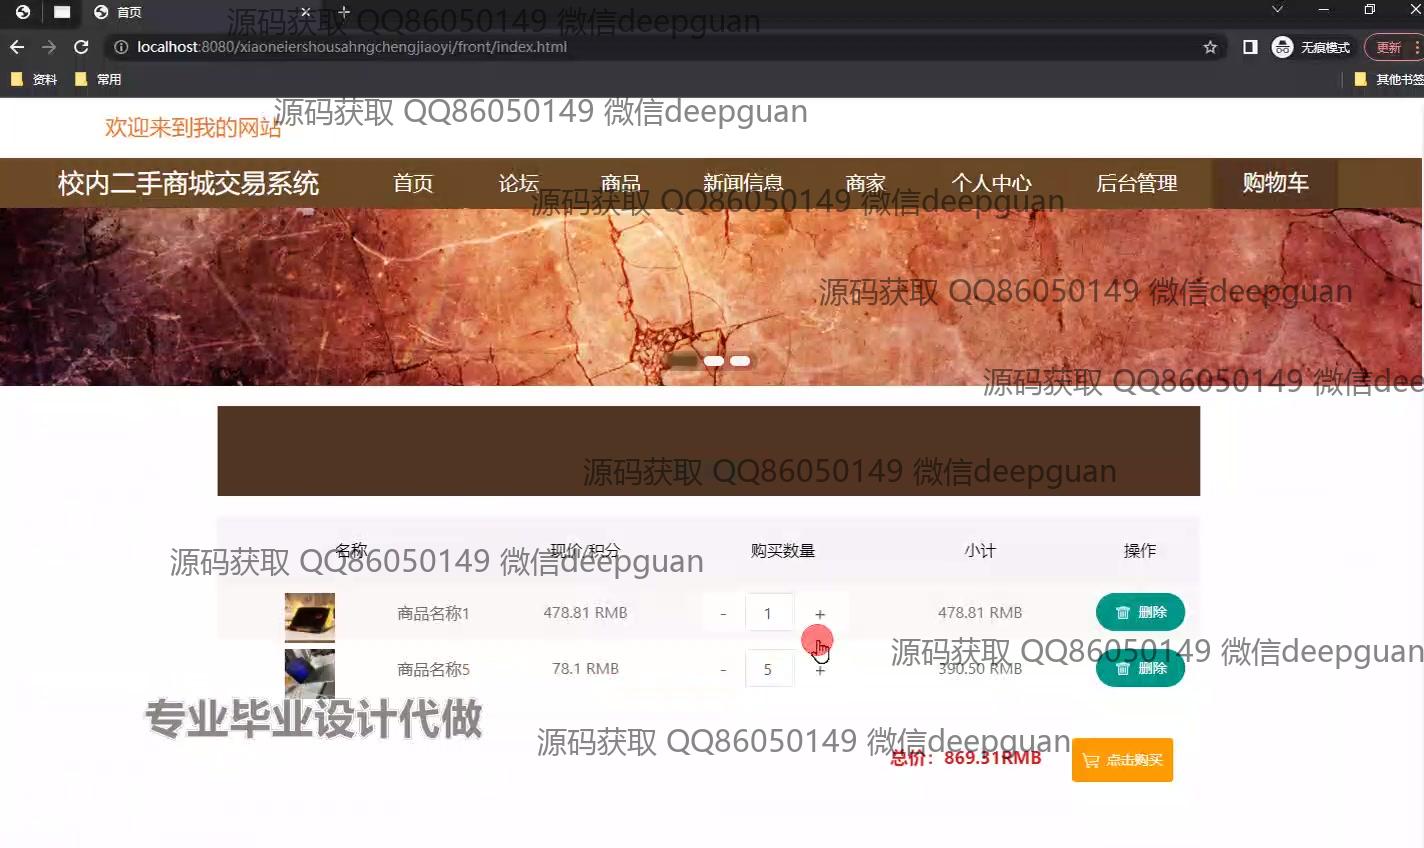 首页
源码获取 QQ86050149 微信deepguan
localhost:8080/xiaoneiershousahngchengjiaoyi/front/index.html
无痕模式
更新
资料
常用
其他书签
源码获取 QQ86050149 微信deepguan
欢迎来到我的网站
校内二手商城交易系统
首页
论坛
商品
新闻信息
商家
个人中心
后台管理
购物车
源码获取 QQ86050149 微信deepguan
源码获取 QQ86050149 微信deepguan
源码获取 QQ86050149 微信dee
源码获取 QQ86050149 微信deepguan
名称 现价/积分 购买数量 小计 操作
源码获取 QQ86050149 微信deepguan
商品名称1 478.81 RMB - 1 + 478.81 RMB 删除
源码获取 QQ86050149 微信deepguan
商品名称5 78.1 RMB - 5 + 390.50 RMB 删除
专业毕业设计代做
源码获取 QQ86050149 微信deepguan
总价：869.31RMB
点击购买